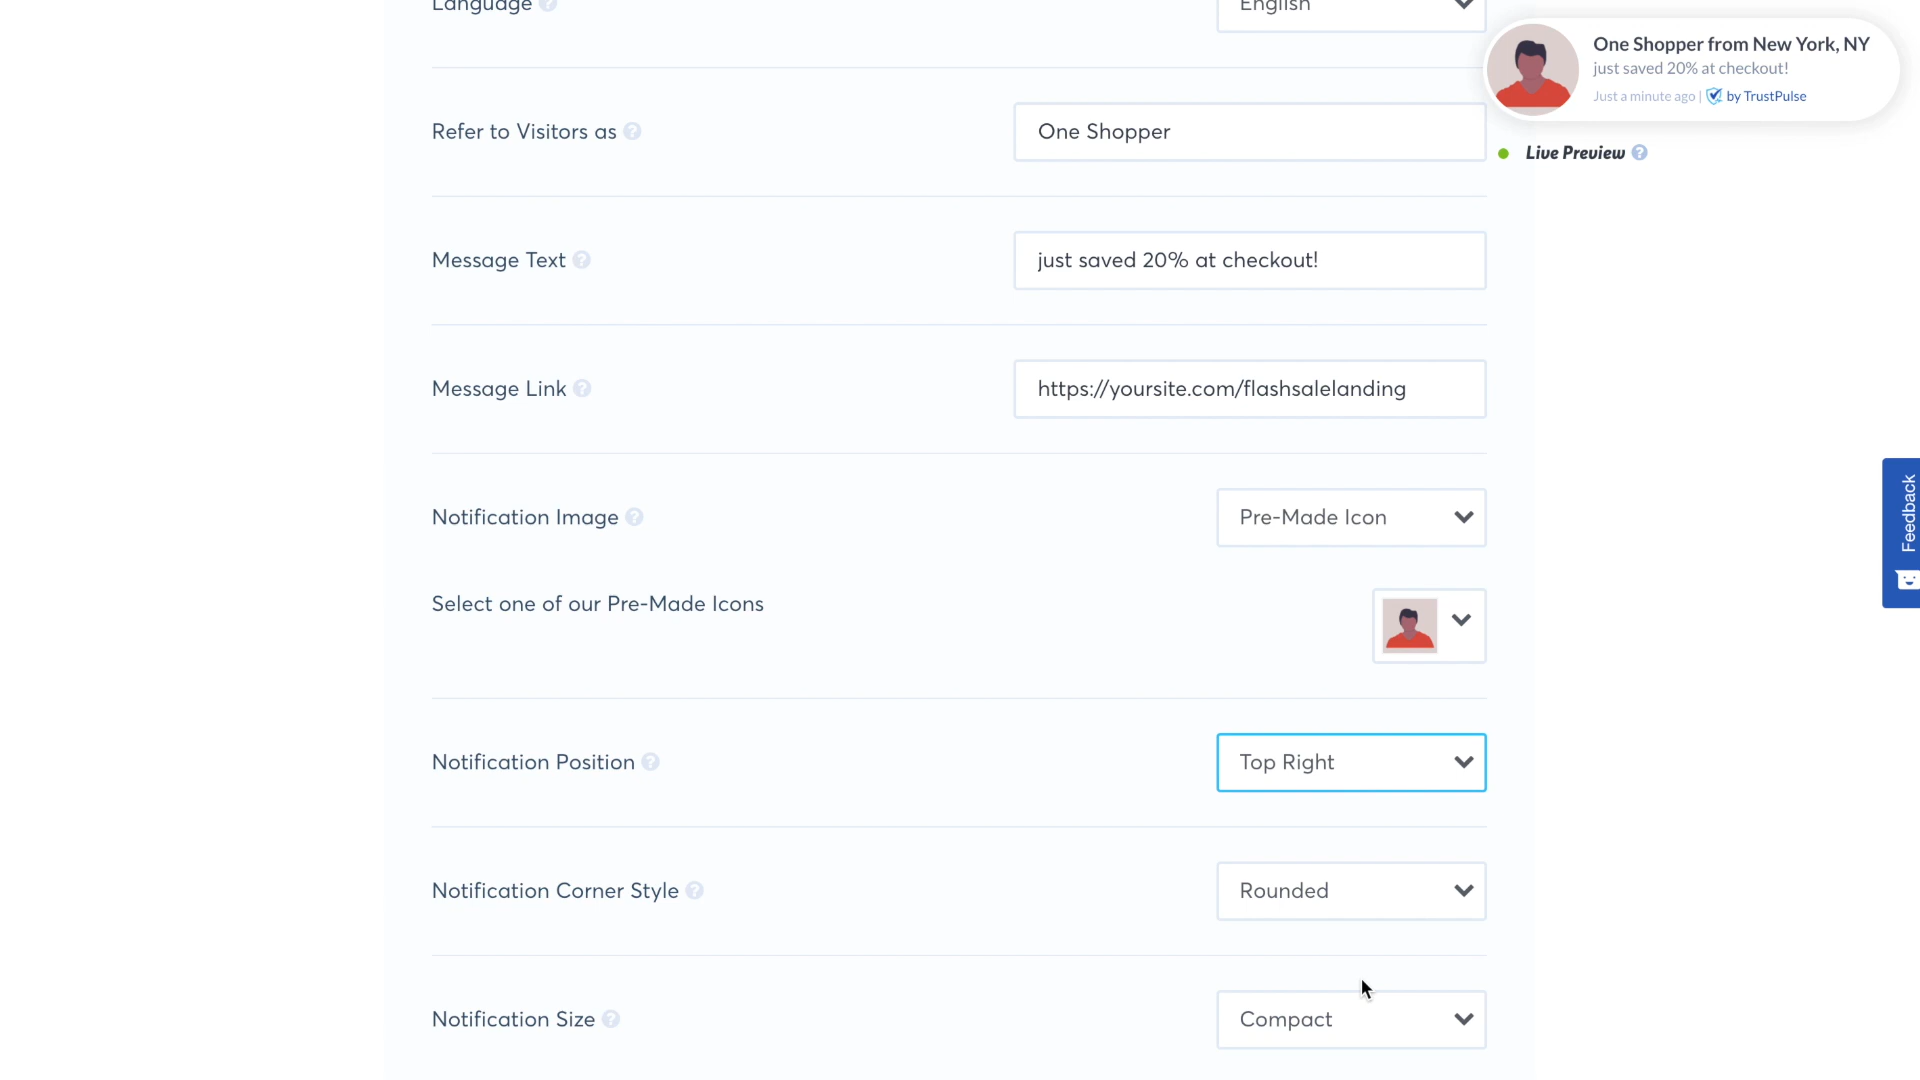 Language
English
One Shopper from New York, NY
just saved 20% at checkout!
Just a minute ago | by TrustPulse
Refer to Visitors as
One Shopper
Live Preview
Message Text
just saved 20% at checkout!
Message Link
https://yoursite.com/flashsalelanding
Notification Image
Pre-Made Icon
Feedback
Select one of our Pre-Made Icons
Notification Position
Top Right
Notification Corner Style
Rounded
Notification Size
Compact